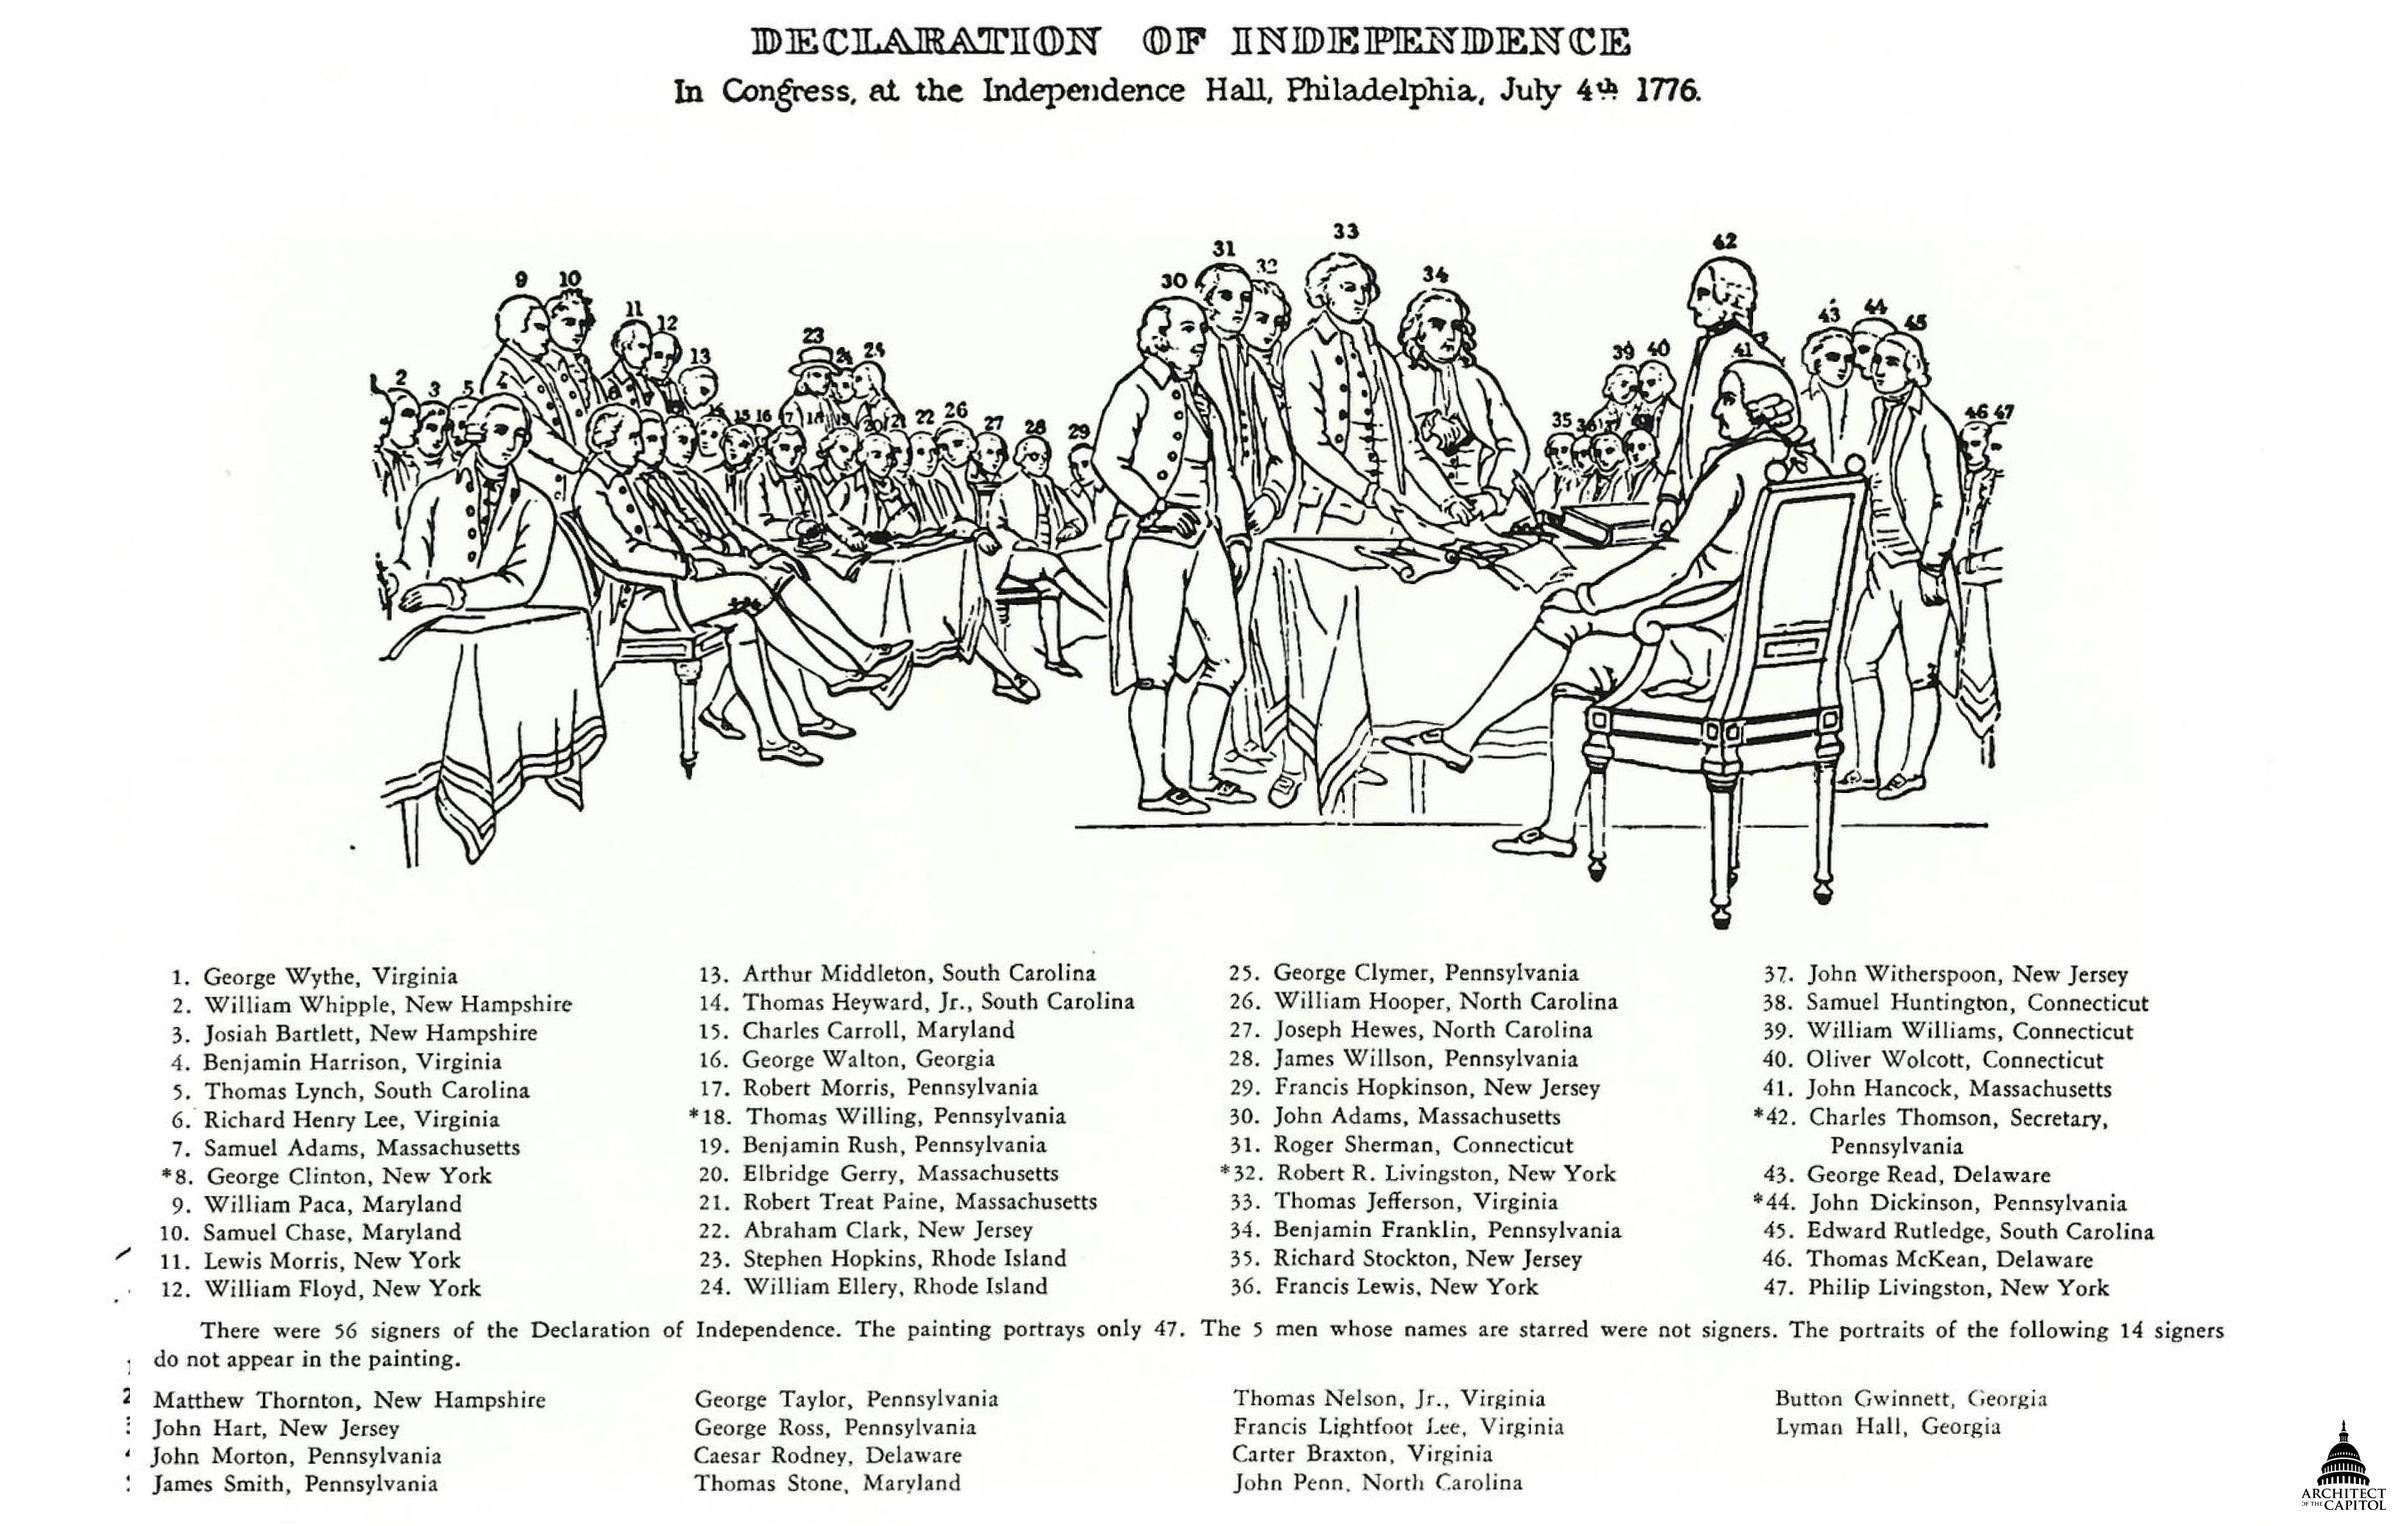 DECLARATION OF INDEPENDENCE
In Congress, at the Independence Hall, Philadelphia, July 4th 1776.
33
42
31
32
30
34
9
10
11
12
43
44
45
23
24
25
13
39
40
41
2
3
5
4
15
16
17
18
19
20
21
22
26
27
28
29
35
36
37
46
47
1. George Wythe, Virginia
2. William Whipple, New Hampshire
3. Josiah Bartlett, New Hampshire
4. Benjamin Harrison, Virginia
5. Thomas Lynch, South Carolina
6. Richard Henry Lee, Virginia
7. Samuel Adams, Massachusetts
*8. George Clinton, New York
9. William Paca, Maryland
10. Samuel Chase, Maryland
11. Lewis Morris, New York
12. William Floyd, New York
13. Arthur Middleton, South Carolina
14. Thomas Heyward, Jr., South Carolina
15. Charles Carroll, Maryland
16. George Walton, Georgia
17. Robert Morris, Pennsylvania
*18. Thomas Willing, Pennsylvania
19. Benjamin Rush, Pennsylvania
20. Elbridge Gerry, Massachusetts
21. Robert Treat Paine, Massachusetts
22. Abraham Clark, New Jersey
23. Stephen Hopkins, Rhode Island
24. William Ellery, Rhode Island
25. George Clymer, Pennsylvania
26. William Hooper, North Carolina
27. Joseph Hewes, North Carolina
28. James Willson, Pennsylvania
29. Francis Hopkinson, New Jersey
30. John Adams, Massachusetts
31. Roger Sherman, Connecticut
*32. Robert R. Livingston, New York
33. Thomas Jefferson, Virginia
34. Benjamin Franklin, Pennsylvania
35. Richard Stockton, New Jersey
36. Francis Lewis, New York
37. John Witherspoon, New Jersey
38. Samuel Huntington, Connecticut
39. William Williams, Connecticut
40. Oliver Wolcott, Connecticut
41. John Hancock, Massachusetts
*42. Charles Thomson, Secretary,
Pennsylvania
43. George Read, Delaware
*44. John Dickinson, Pennsylvania
45. Edward Rutledge, South Carolina
46. Thomas McKean, Delaware
47. Philip Livingston, New York
There were 56 signers of the Declaration of Independence. The painting portrays only 47. The 5 men whose names are starred were not signers. The portraits of the following 14 signers
do not appear in the painting.
Matthew Thornton, New Hampshire
John Hart, New Jersey
John Morton, Pennsylvania
James Smith, Pennsylvania
George Taylor, Pennsylvania
George Ross, Pennsylvania
Caesar Rodney, Delaware
Thomas Stone, Maryland
Thomas Nelson, Jr., Virginia
Francis Lightfoot Lee, Virginia
Carter Braxton, Virginia
John Penn, North Carolina
Button Gwinnett, Georgia
Lyman Hall, Georgia
ARCHITECT
OF THE CAPITOL